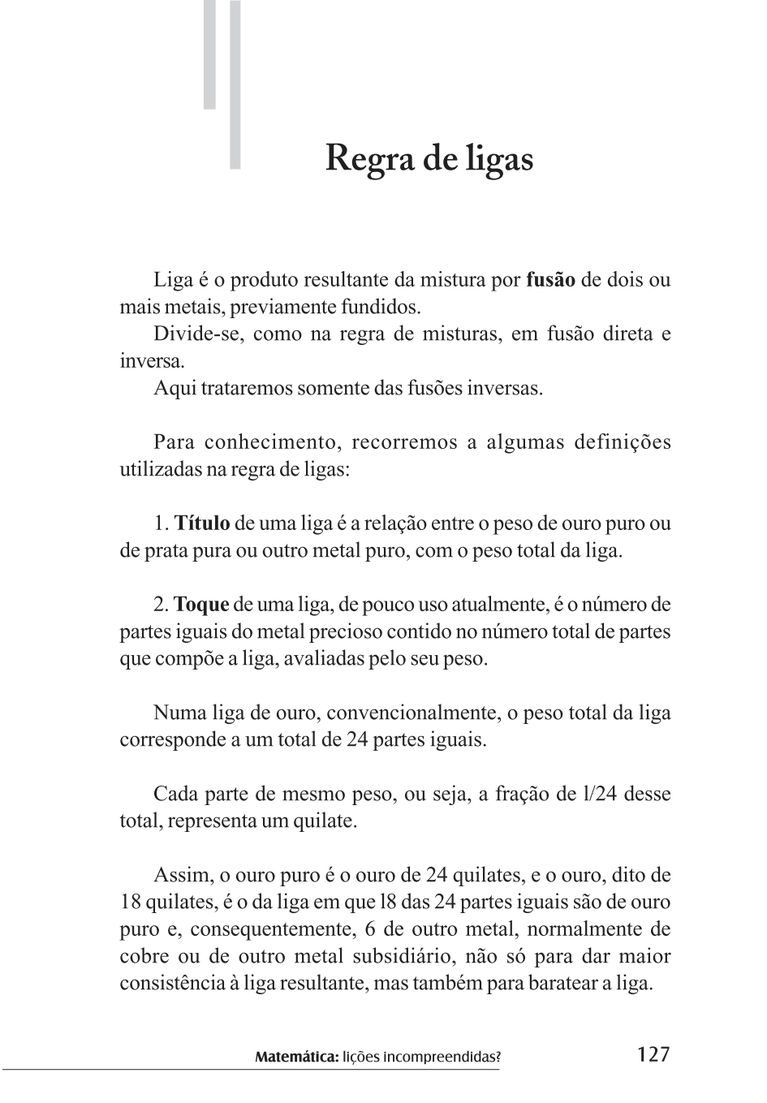 Regra de ligas
Liga é o produto resultante da mistura por fusão de dois ou
mais metais, previamente fundidos.
Divide-se, como na regra de misturas, em fusão direta e
inversa.
Aqui trataremos somente das fusões inversas.
Para conhecimento, recorremos a algumas definições
utilizadas na regra de ligas:
1. Título de uma liga é a relação entre o peso de ouro puro ou
de prata pura ou outro metal puro, com o peso total da liga.
2. Toque de uma liga, de pouco uso atualmente, é o número de
partes iguais do metal precioso contido no número total de partes
que compõe a liga, avaliadas pelo seu peso.
Numa liga de ouro, convencionalmente, o peso total da liga
corresponde a um total de 24 partes iguais.
Cada parte de mesmo peso, ou seja, a fração de l/24 desse
total, representa um quilate.
Assim, o ouro puro é o ouro de 24 quilates, e o ouro, dito de
18 quilates, é o da liga em que l8 das 24 partes iguais são de ouro
puro e, consequentemente, 6 de outro metal, normalmente de
cobre ou de outro metal subsidiário, não só para dar maior
consistência à liga resultante, mas também para baratear a liga.
Matemática: lições incompreendidas? 127